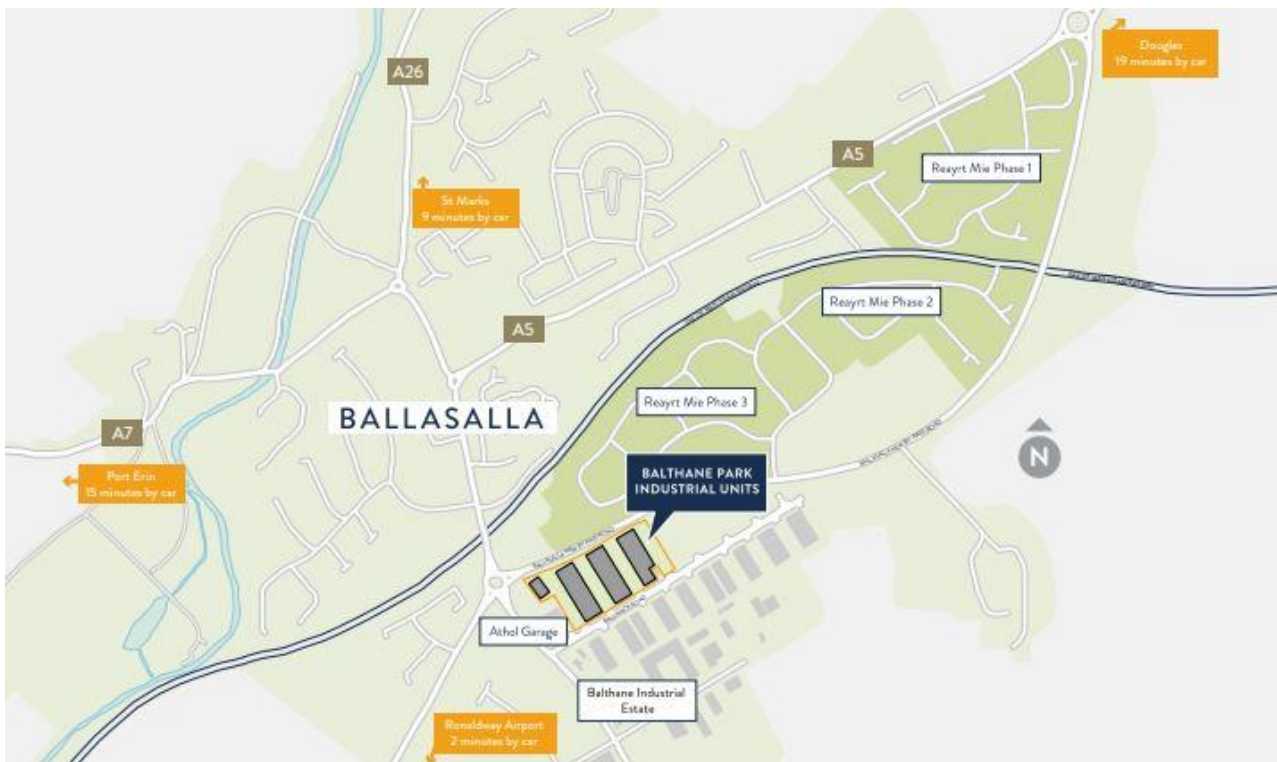 Douglas
19 minutes by car
A26
A5
Reayrt Mie Phase 1
St Marks
9 minutes by car
Reayrt Mie Phase 2
A5
Reayrt Mie Phase 3
BALLASALLA
A7
Port Erin
15 minutes by car
BALTHANE PARK
INDUSTRIAL UNITS
N
Athol Garage
Balthane Industrial
Estate
Ronaldway Airport
2 minutes by car